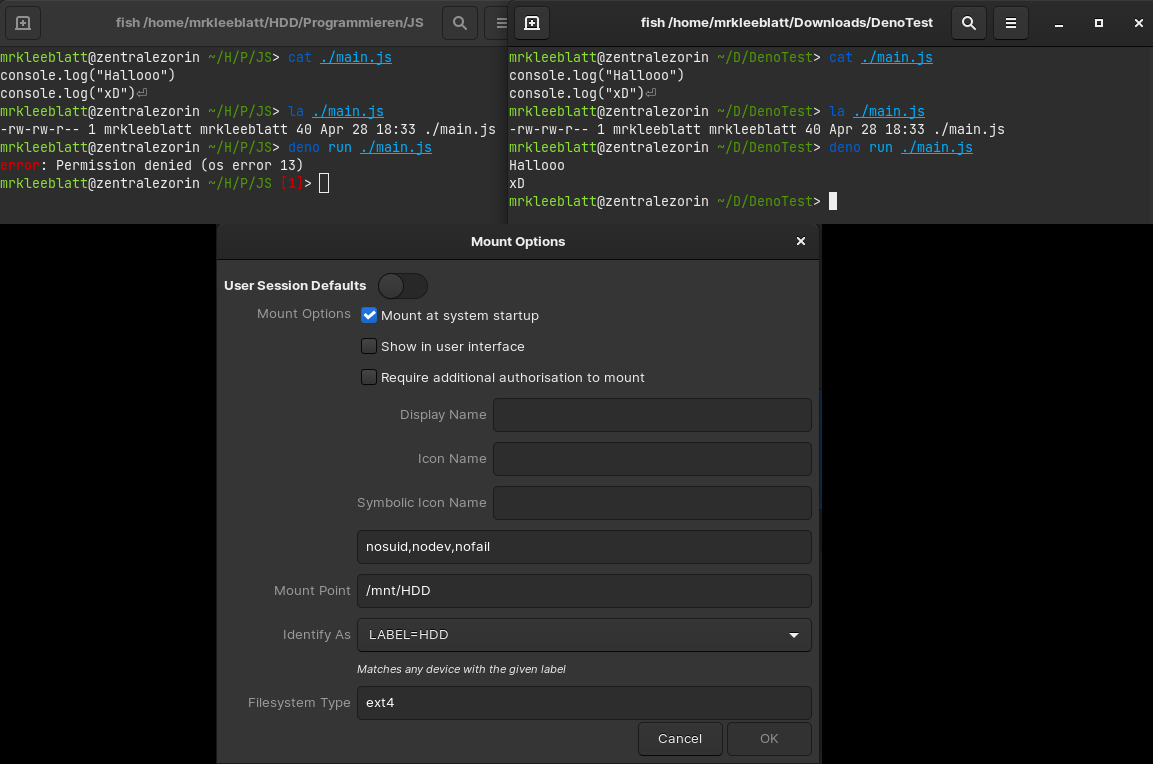 fish /home/mrkleeblatt/HDD/Programmieren/JS
mrkleeblatt@zentralezorin ~/H/P/JS> cat ./main.js
console.log("Hallooo")
console.log("xD")⏎
mrkleeblatt@zentralezorin ~/H/P/JS> la ./main.js
-rw-rw-r-- 1 mrkleeblatt mrkleeblatt 40 Apr 28 18:33 ./main.js
mrkleeblatt@zentralezorin ~/H/P/JS> deno run ./main.js
error: Permission denied (os error 13)
mrkleeblatt@zentralezorin ~/H/P/JS [1]>
fish /home/mrkleeblatt/Downloads/DenoTest
mrkleeblatt@zentralezorin ~/D/DenoTest> cat ./main.js
console.log("Hallooo")
console.log("xD")⏎
mrkleeblatt@zentralezorin ~/D/DenoTest> la ./main.js
-rw-rw-r-- 1 mrkleeblatt mrkleeblatt 40 Apr 28 18:33 ./main.js
mrkleeblatt@zentralezorin ~/D/DenoTest> deno run ./main.js
Hallooo
xD
mrkleeblatt@zentralezorin ~/D/DenoTest>
Mount Options
User Session Defaults
Mount Options Mount at system startup
Show in user interface
Require additional authorisation to mount
Display Name
Icon Name
Symbolic Icon Name
nosuid,nodev,nofail
Mount Point /mnt/HDD
Identify As LABEL=HDD
Matches any device with the given label
Filesystem Type ext4
Cancel OK